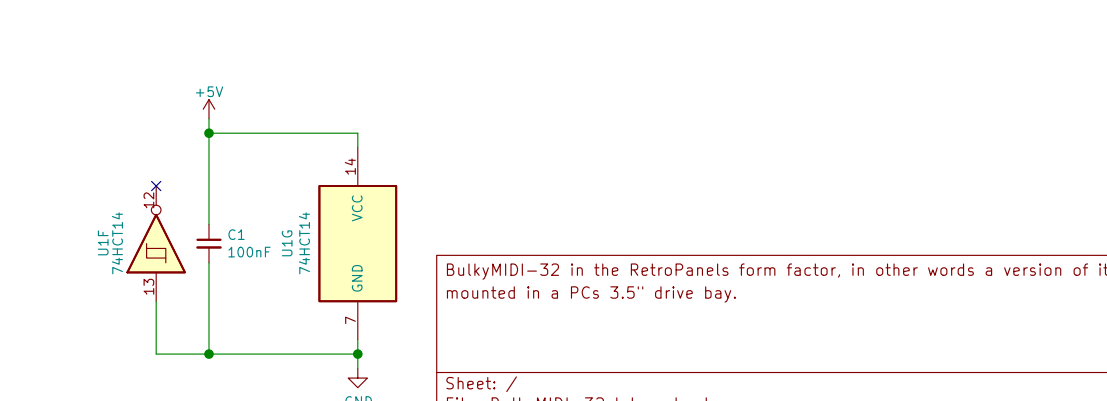 +5V
14
12
VCC
U1F
74HCT14
C1
100nF
U1G
74HCT14
GND
13
7
GND
BulkyMIDI-32 in the RetroPanels form factor, in other words a version of it
mounted in a PCs 3.5" drive bay.
Sheet: /